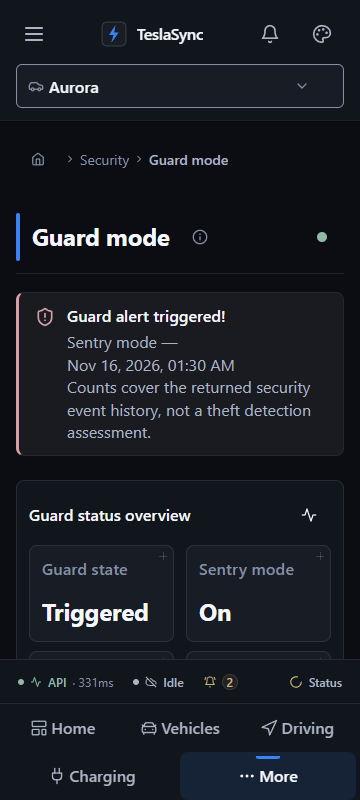 TeslaSync
Aurora
Security
Guard mode
Guard mode
Guard alert triggered!
Sentry mode —
Nov 16, 2026, 01:30 AM
Counts cover the returned security
event history, not a theft detection
assessment.
Guard status overview
Guard state
Sentry mode
Triggered
On
API · 331ms
Idle
2
Status
Home
Vehicles
Driving
Charging
More